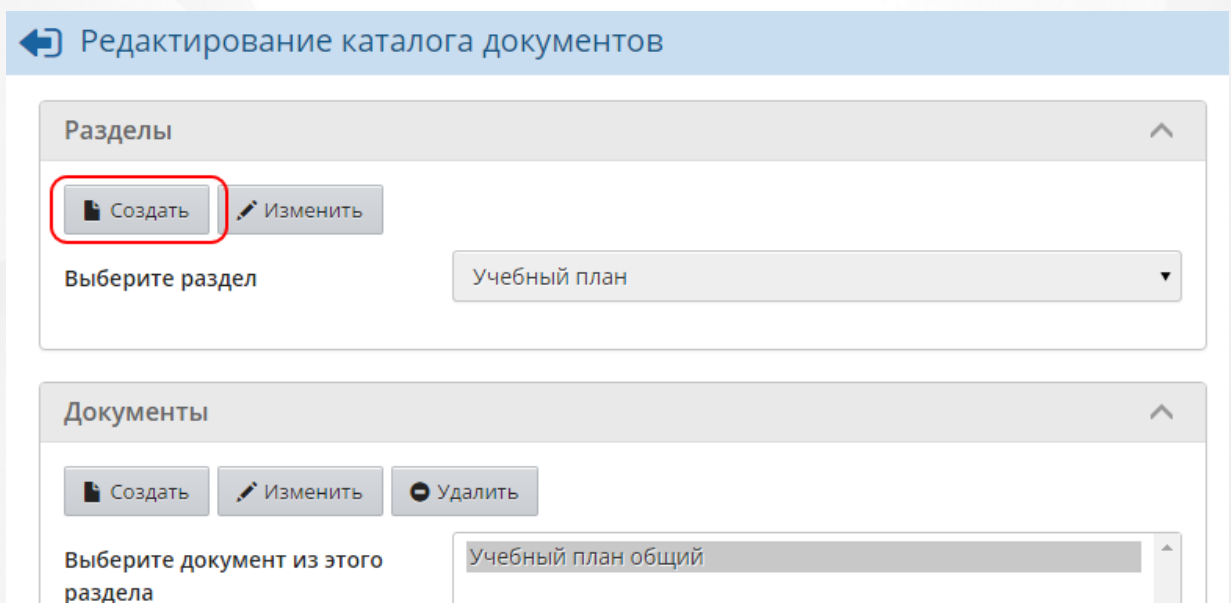 Редактирование каталога документов
Разделы
Создать Изменить
Выберите раздел Учебный план
Документы
Создать Изменить Удалить
Выберите документ из этого Учебный план общий
раздела